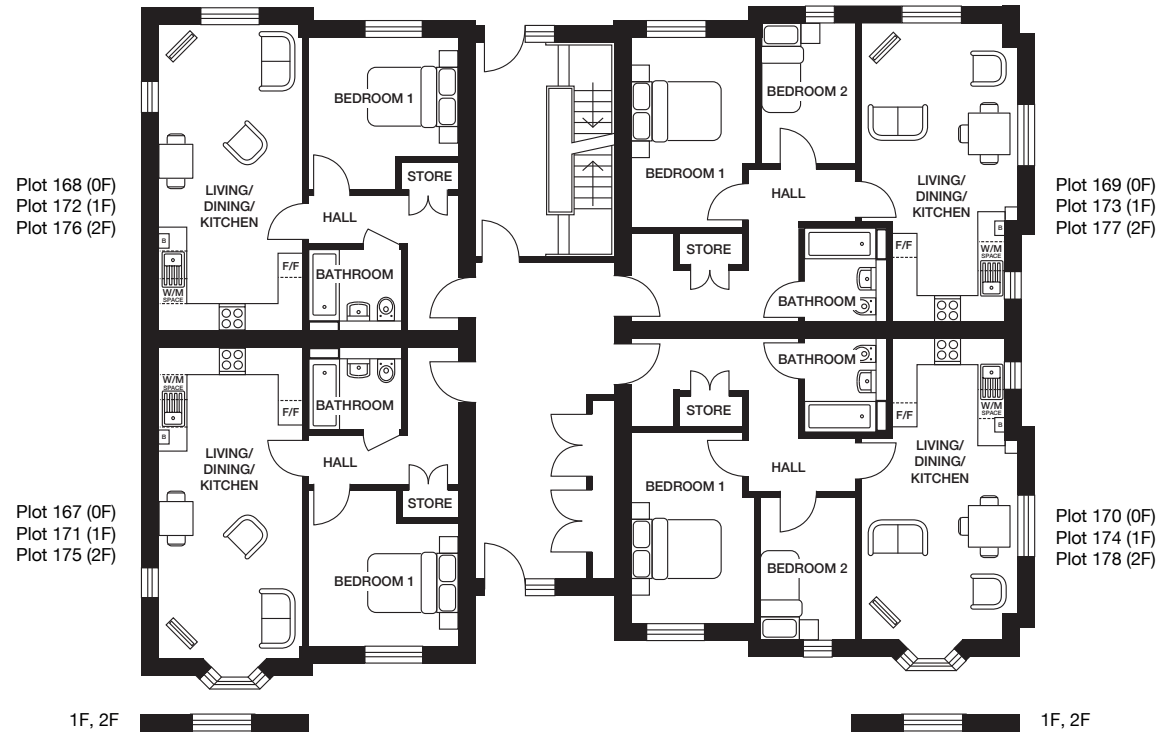 Plot 168 (0F)
Plot 172 (1F)
Plot 176 (2F)
LIVING/
DINING/
KITCHEN
B
W/M
SPACE
F/F
BEDROOM 1
STORE
HALL
BATHROOM
BEDROOM 1
BEDROOM 2
HALL
STORE
BATHROOM
LIVING/
DINING/
KITCHEN
F/F
B
W/M
SPACE
Plot 169 (0F)
Plot 173 (1F)
Plot 177 (2F)
Plot 167 (0F)
Plot 171 (1F)
Plot 175 (2F)
W/M
SPACE
B
F/F
LIVING/
DINING/
KITCHEN
BATHROOM
HALL
STORE
BEDROOM 1
BATHROOM
STORE
HALL
BEDROOM 1
BEDROOM 2
F/F
W/M
SPACE
B
LIVING/
DINING/
KITCHEN
Plot 170 (0F)
Plot 174 (1F)
Plot 178 (2F)
1F, 2F
1F, 2F